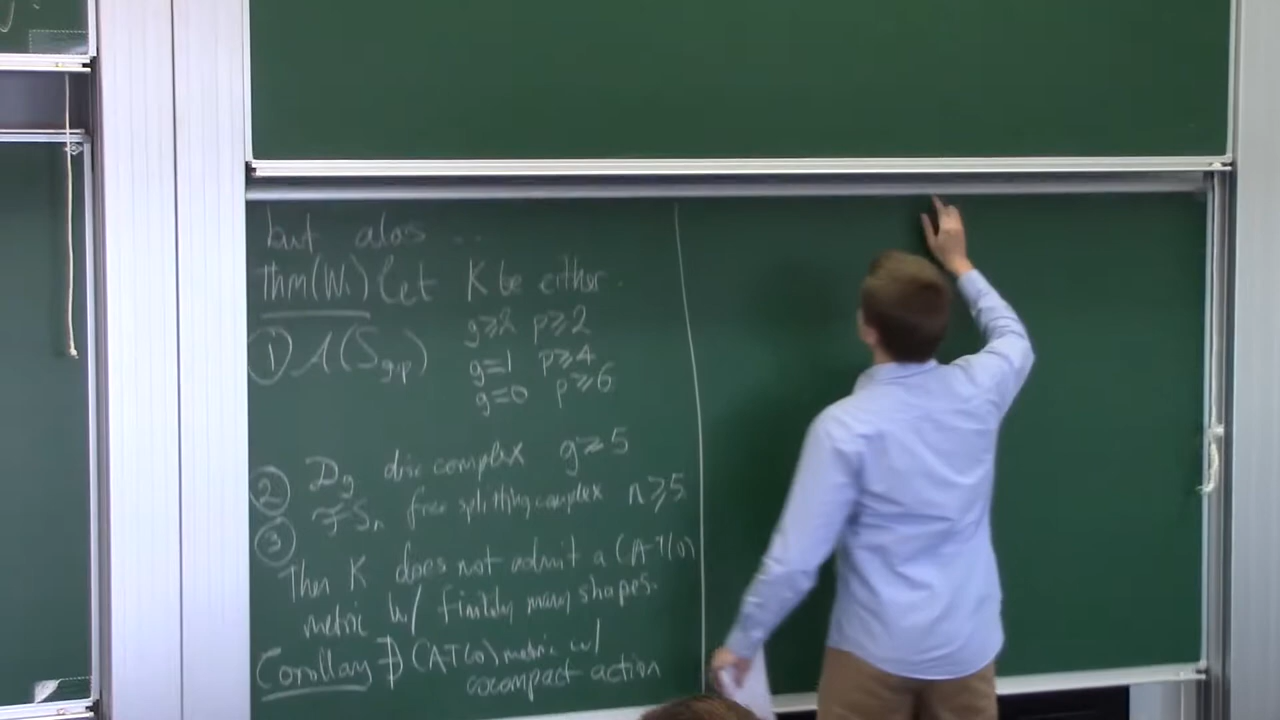 but alas ...
Thm (W.) Let K be either.
① A(S_{g,p}) g⩾2 p⩾2
g=1 p⩾4
g=0 p⩾6
② D_g disc complex g⩾5
③ FS_n free splitting complex n⩾5
Then K does not admit a CAT(0)
metric w/ finitely many shapes.
Corollary ∄ CAT(0) metric w/
cocompact action